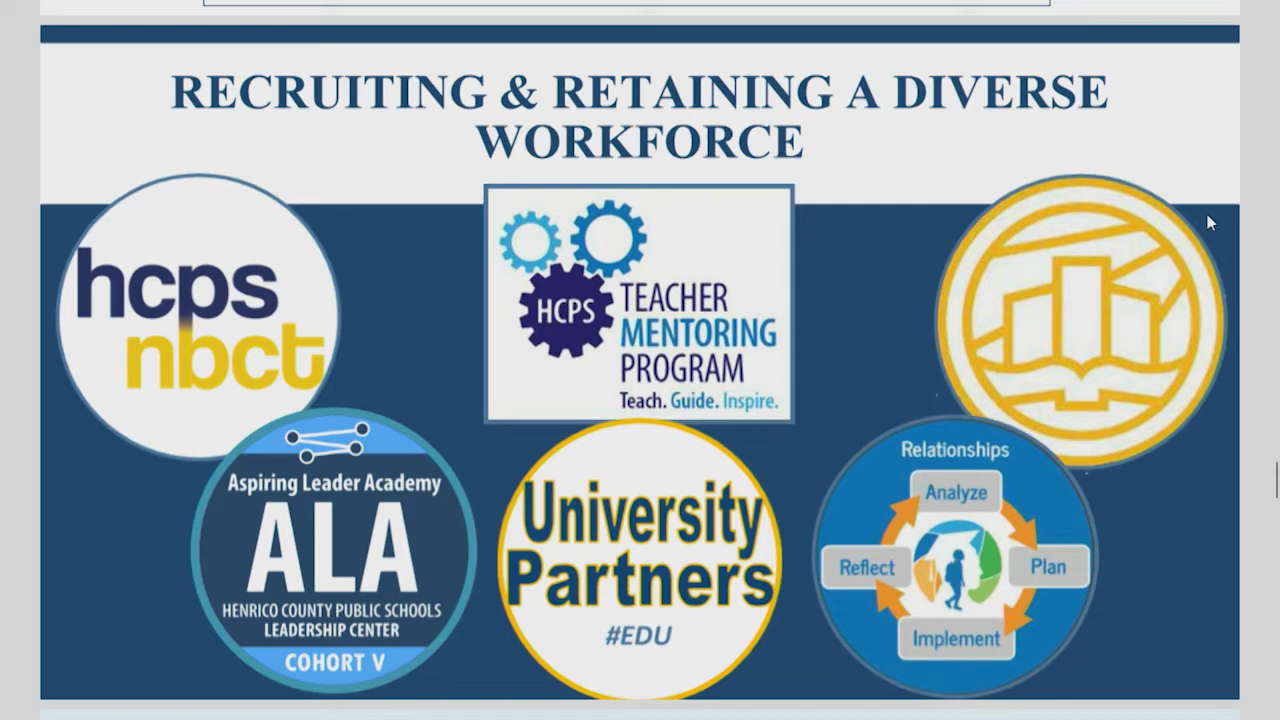 RECRUITING & RETAINING A DIVERSE
WORKFORCE
hcps
nbct
HCPS
TEACHER
MENTORING
PROGRAM
Teach. Guide. Inspire.
Aspiring Leader Academy
ALA
HENRICO COUNTY PUBLIC SCHOOLS
LEADERSHIP CENTER
COHORT V
University
Partners
#EDU
Relationships
Analyze
Reflect
Plan
Implement